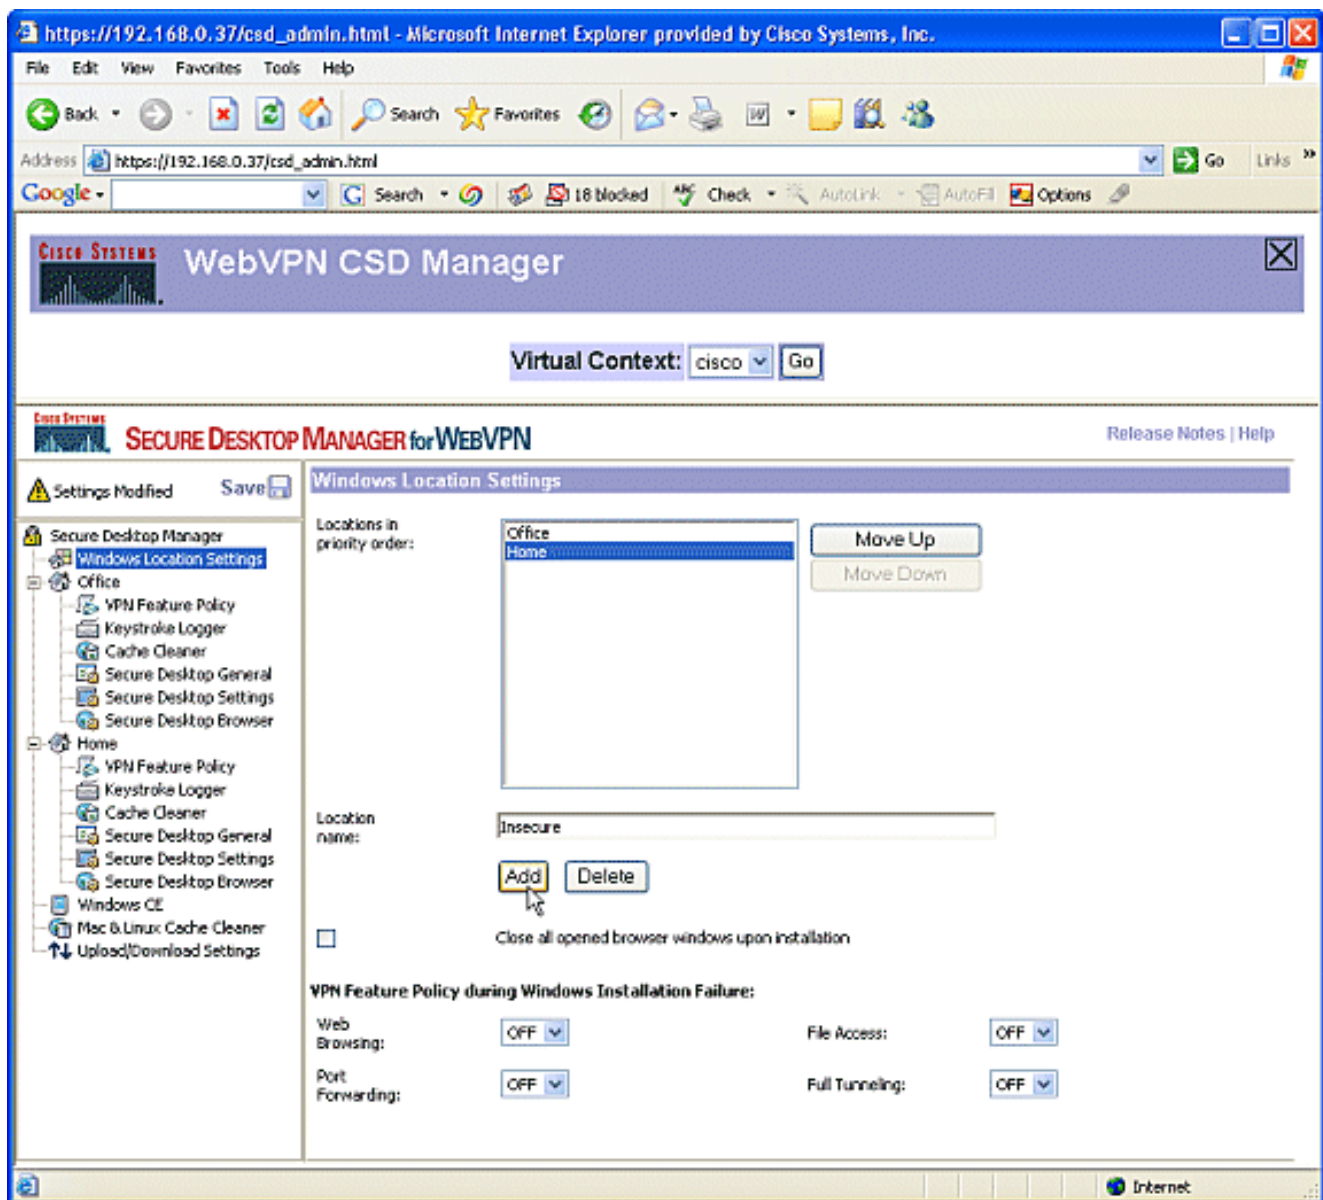 https://192.168.0.37/csd_admin.html - Microsoft Internet Explorer provided by Cisco Systems, Inc.
File Edit View Favorites Tools Help
Back Search Favorites
Address https://192.168.0.37/csd_admin.html Go Links »
Google Search 18 blocked Check AutoLink AutoFill Options
CISCO SYSTEMS
WebVPN CSD Manager
Virtual Context: cisco Go
CISCO SYSTEMS
SECURE DESKTOP MANAGER for WEBVPN
Release Notes | Help
Settings Modified Save
Secure Desktop Manager
Windows Location Settings
Office
VPN Feature Policy
Keystroke Logger
Cache Cleaner
Secure Desktop General
Secure Desktop Settings
Secure Desktop Browser
Home
VPN Feature Policy
Keystroke Logger
Cache Cleaner
Secure Desktop General
Secure Desktop Settings
Secure Desktop Browser
Windows CE
Mac & Linux Cache Cleaner
Upload/Download Settings
Windows Location Settings
Locations in
priority order:
Office
Home
Move Up
Move Down
Location
name:
Insecure
Add Delete
Close all opened browser windows upon installation
VPN Feature Policy during Windows Installation Failure:
Web
Browsing:
OFF
File Access: OFF
Port
Forwarding:
OFF
Full Tunneling: OFF
Internet